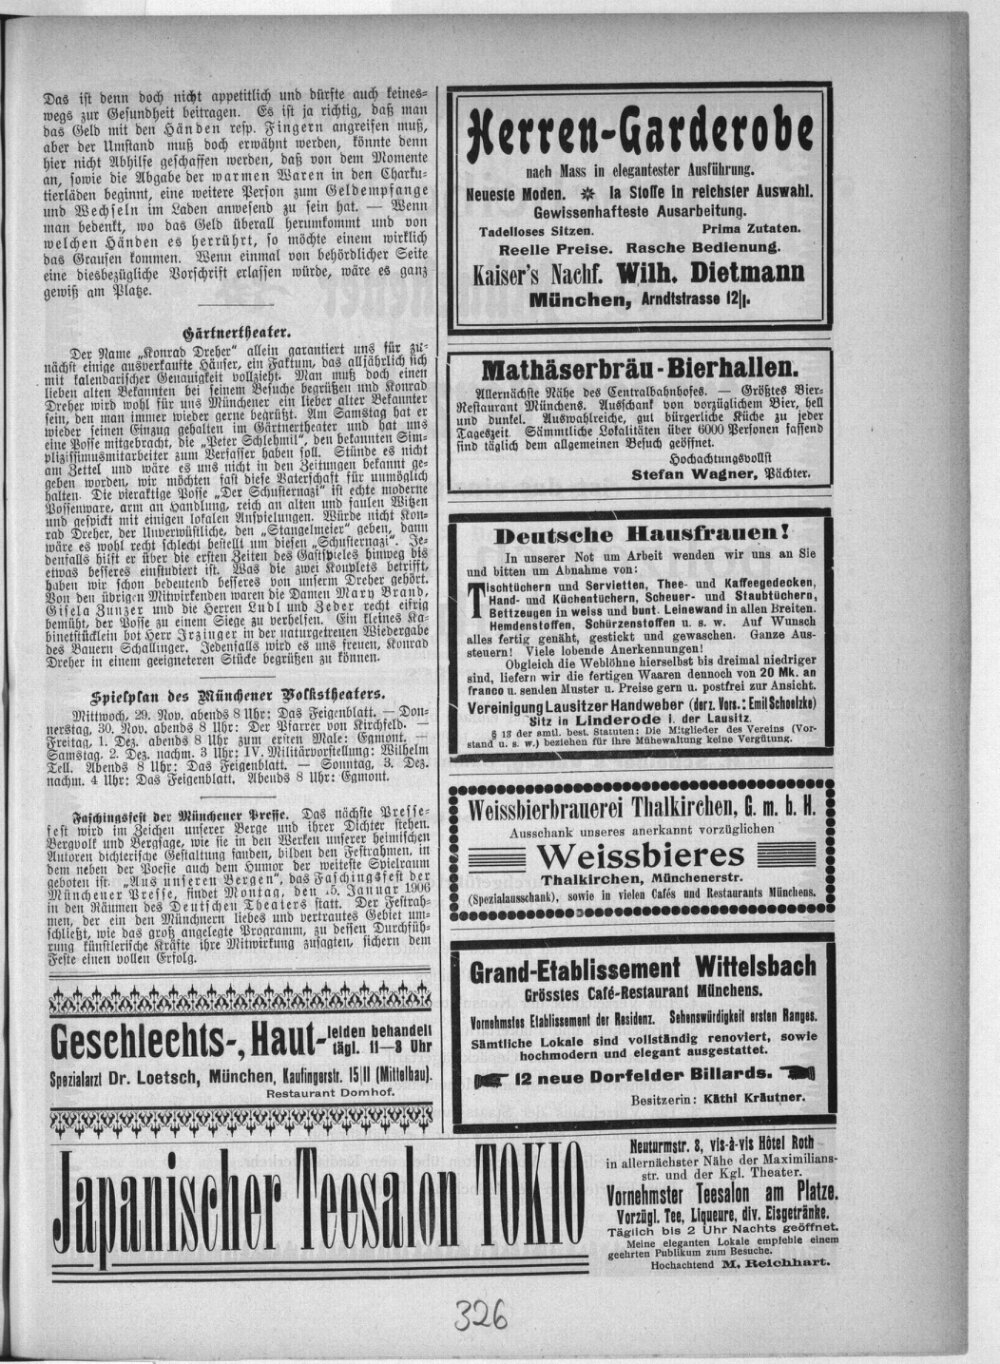 Das ist denn doch nicht appetitlich und dürfte auch keines-
wegs zur Gesundheit beitragen. Es ist ja richtig, daß man
das Geld mit den Händen resp. Fingern angreifen muß,
aber der Umstand muß doch erwähnt werden, könnte denn
hier nicht Abhilfe geschaffen werden, daß von dem Momente
an, sowie die Abgabe der warmen Waren in den Charku-
tierläden beginnt, eine weitere Person zum Geldempfange
und Wechseln im Laden anwesend zu sein hat. — Wenn
man bedenkt, wo das Geld überall herumkommt und von
welchen Händen es herrührt, so möchte einem wirklich
das Grausen kommen. Wenn einmal von behördlicher Seite
eine diesbezügliche Vorschrift erlassen würde, wäre es ganz
gewiß am Platze.
Gärtnertheater.
Der Name „Konrad Dreher" allein garantiert uns für zu-
nächst einige ausverkaufte Häuser, ein Faktum, das alljährlich sich
mit kalendarischer Genauigkeit vollzieht. Man muß doch einen
lieben alten Bekannten bei seinem Besuche begrüßen und Konrad
Dreher wird wohl für uns Münchener ein lieber alter Bekannter
sein, den man immer wieder gerne begrüßt. Am Samstag hat er
wieder seinen Einzug gehalten im Gärtnertheater und hat uns
eine Posse mitgebracht, die „Peter Schlehmil", den bekannten Sim-
plizissimusmitarbeiter zum Verfasser haben soll. Stünde es nicht
am Zettel und wäre es uns nicht in den Zeitungen bekannt ge-
geben worden, wir möchten fast diese Vaterschaft für unmöglich
halten. Die vieraktige Posse „Der Schusternazi" ist echte moderne
Possenware, arm an Handlung, reich an alten und faulen Witzen
und gespickt mit einigen lokalen Anspielungen. Würde nicht Kon-
rad Dreher, der Unverwüstliche, den „Stangelmeier" geben, dann
wäre es wohl recht schlecht bestellt um diesen „Schusternazi". Je-
denfalls hilft er über die ersten Zeiten des Gastspieles hinweg bis
etwas besseres einstudiert ist. Was die zwei Kouplets betrifft,
haben wir schon bedeutend besseres von unserm Dreher gehört.
Von den übrigen Mitwirkenden waren die Damen Mary Brand,
Gisela Zunzer und die Herren Ludl und Zeder recht eifrig
bemüht, der Posse zu einem Siege zu verhelfen. Ein kleines Ka-
binetstücklein bot Herr Irzinger in der naturgetreuen Wiedergabe
des Bauern Schallinger. Jedenfalls wird es uns freuen, Konrad
Dreher in einem geeigneteren Stücke begrüßen zu können.
Spielplan des Münchener Volkstheaters.
Mittwoch, 29. Nov. abends 8 Uhr: Das Feigenblatt. — Don-
nerstag, 30. Nov. abends 8 Uhr: Der Pfarrer von Kirchfeld. —
Freitag, 1. Dez. abends 8 Uhr zum ersten Male: Egmont. —
Samstag, 2. Dez. nachm. 3 Uhr: IV. Militärvorstellung: Wilhelm
Tell. Abends 8 Uhr: Das Feigenblatt. — Sonntag, 3. Dez.
nachm. 4 Uhr: Das Feigenblatt. Abends 8 Uhr: Egmont.
Faschingsfest der Münchener Presse. Das nächste Presse-
fest wird im Zeichen unserer Berge und ihrer Dichter stehen.
Bergvolk und Bergsage, wie sie in den Werken unserer heimischen
Autoren dichterische Gestaltung fanden, bilden den Festrahmen, in
dem neben der Poesie auch dem Humor der weiteste Spielraum
geboten ist. „Aus unseren Bergen", das Faschingsfest der
Münchener Presse, findet Montag, den 15. Januar 1906
in den Räumen des Deutschen Theaters statt. Der Festrah-
men, der ein den Münchnern liebes und vertrautes Gebiet um-
schließt, wie das groß angelegte Programm, zu dessen Durchfüh-
rung künstlerische Kräfte ihre Mitwirkung zusagten, sichern dem
Feste einen vollen Erfolg.
Geschlechts-, Haut- leiden behandelt
tägl. 11—8 Uhr
Spezialarzt Dr. Loetsch, München, Kaufingerstr. 15|II (Mittelbau).
Restaurant Domhof.
Herren-Garderobe
nach Mass in elegantester Ausführung.
Neueste Moden. Ia Stoffe in reichster Auswahl.
Gewissenhafteste Ausarbeitung.
Tadelloses Sitzen. Prima Zutaten.
Reelle Preise. Rasche Bedienung.
Kaiser's Nachf. Wilh. Dietmann
München, Arndtstrasse 12|I.
Mathäserbräu-Bierhallen.
Allernächste Nähe des Centralbahnhofes. — Größtes Bier-
Restaurant Münchens. Ausschank von vorzüglichem Bier, hell
und dunkel. Auswahlreiche, gut bürgerliche Küche zu jeder
Tageszeit. Sämmtliche Lokalitäten über 6000 Personen fassend
sind täglich dem allgemeinen Besuch geöffnet.
Hochachtungsvollst
Stefan Wagner, Pächter.
Deutsche Hausfrauen!
In unserer Not um Arbeit wenden wir uns an Sie
und bitten um Abnahme von:
Tischtüchern und Servietten, Thee- und Kaffeegedecken,
Hand- und Küchentüchern, Scheuer- und Staubtüchern,
Bettzeugen in weiss und bunt. Leinewand in allen Breiten.
Hemdenstoffen, Schürzenstoffen u. s. w. Auf Wunsch
alles fertig genäht, gestickt und gewaschen. Ganze Aus-
steuern! Viele lobende Anerkennungen!
Obgleich die Weblöhne hierselbst bis dreimal niedriger
sind, liefern wir die fertigen Waaren dennoch von 20 Mk. an
franco u. senden Muster u. Preise gern u. postfrei zur Ansicht.
Vereinigung Lausitzer Handweber (der z. Vors.: Emil Schoelzke)
Sitz in Linderode i. der Lausitz.
§ 13 der amtl. best. Statuten: Die Mitglieder des Vereins (Vor-
stand u. s. w.) beziehen für ihre Mühewaltung keine Vergütung.
Weissbierbrauerei Thalkirchen, G. m. b. H.
Ausschank unseres anerkannt vorzüglichen
Weissbieres
Thalkirchen, Münchenerstr.
(Spezialausschank), sowie in vielen Cafés und Restaurants Münchens.
Grand-Etablissement Wittelsbach
Grösstes Café-Restaurant Münchens.
Vornehmstes Etablissement der Residenz. Sehenswürdigkeit ersten Ranges.
Sämtliche Lokale sind vollständig renoviert, sowie
hochmodern und elegant ausgestattet.
12 neue Dorfelder Billards.
Besitzerin: Käthi Kräutner.
Japanischer Teesalon TOKIO
Neuturmstr. 8, vis-à-vis Hôtel Roth
in allernächster Nähe der Maximilians-
str. und der Kgl. Theater.
Vornehmster Teesalon am Platze.
Vorzügl. Tee, Liqueure, div. Eisgetränke.
Täglich bis 2 Uhr Nachts geöffnet.
Meine eleganten Lokale empfehle einem
geehrten Publikum zum Besuche.
Hochachtend M. Reichhart.
326